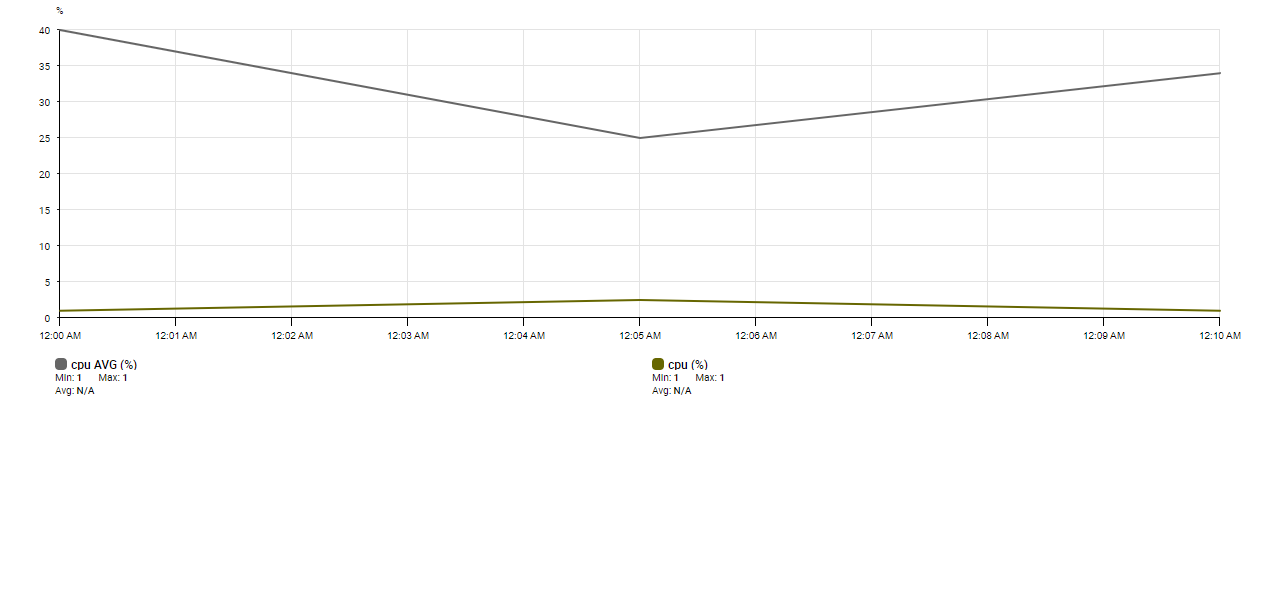 %
40
35
30
25
20
15
10
5
0
12:00 AM 12:01 AM 12:02 AM 12:03 AM 12:04 AM 12:05 AM 12:06 AM 12:07 AM 12:08 AM 12:09 AM 12:10 AM
cpu AVG (%)
Min: 1 Max: 1
Avg: N/A
cpu (%)
Min: 1 Max: 1
Avg: N/A